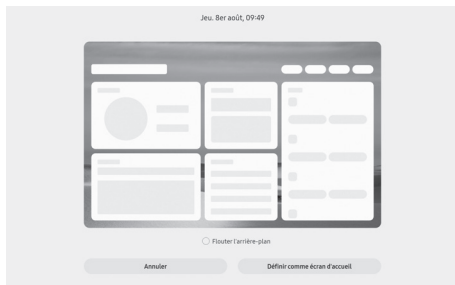 Jeu. 8er août, 09:49
Flouter l'arrière-plan
Annuler
Définir comme écran d'accueil